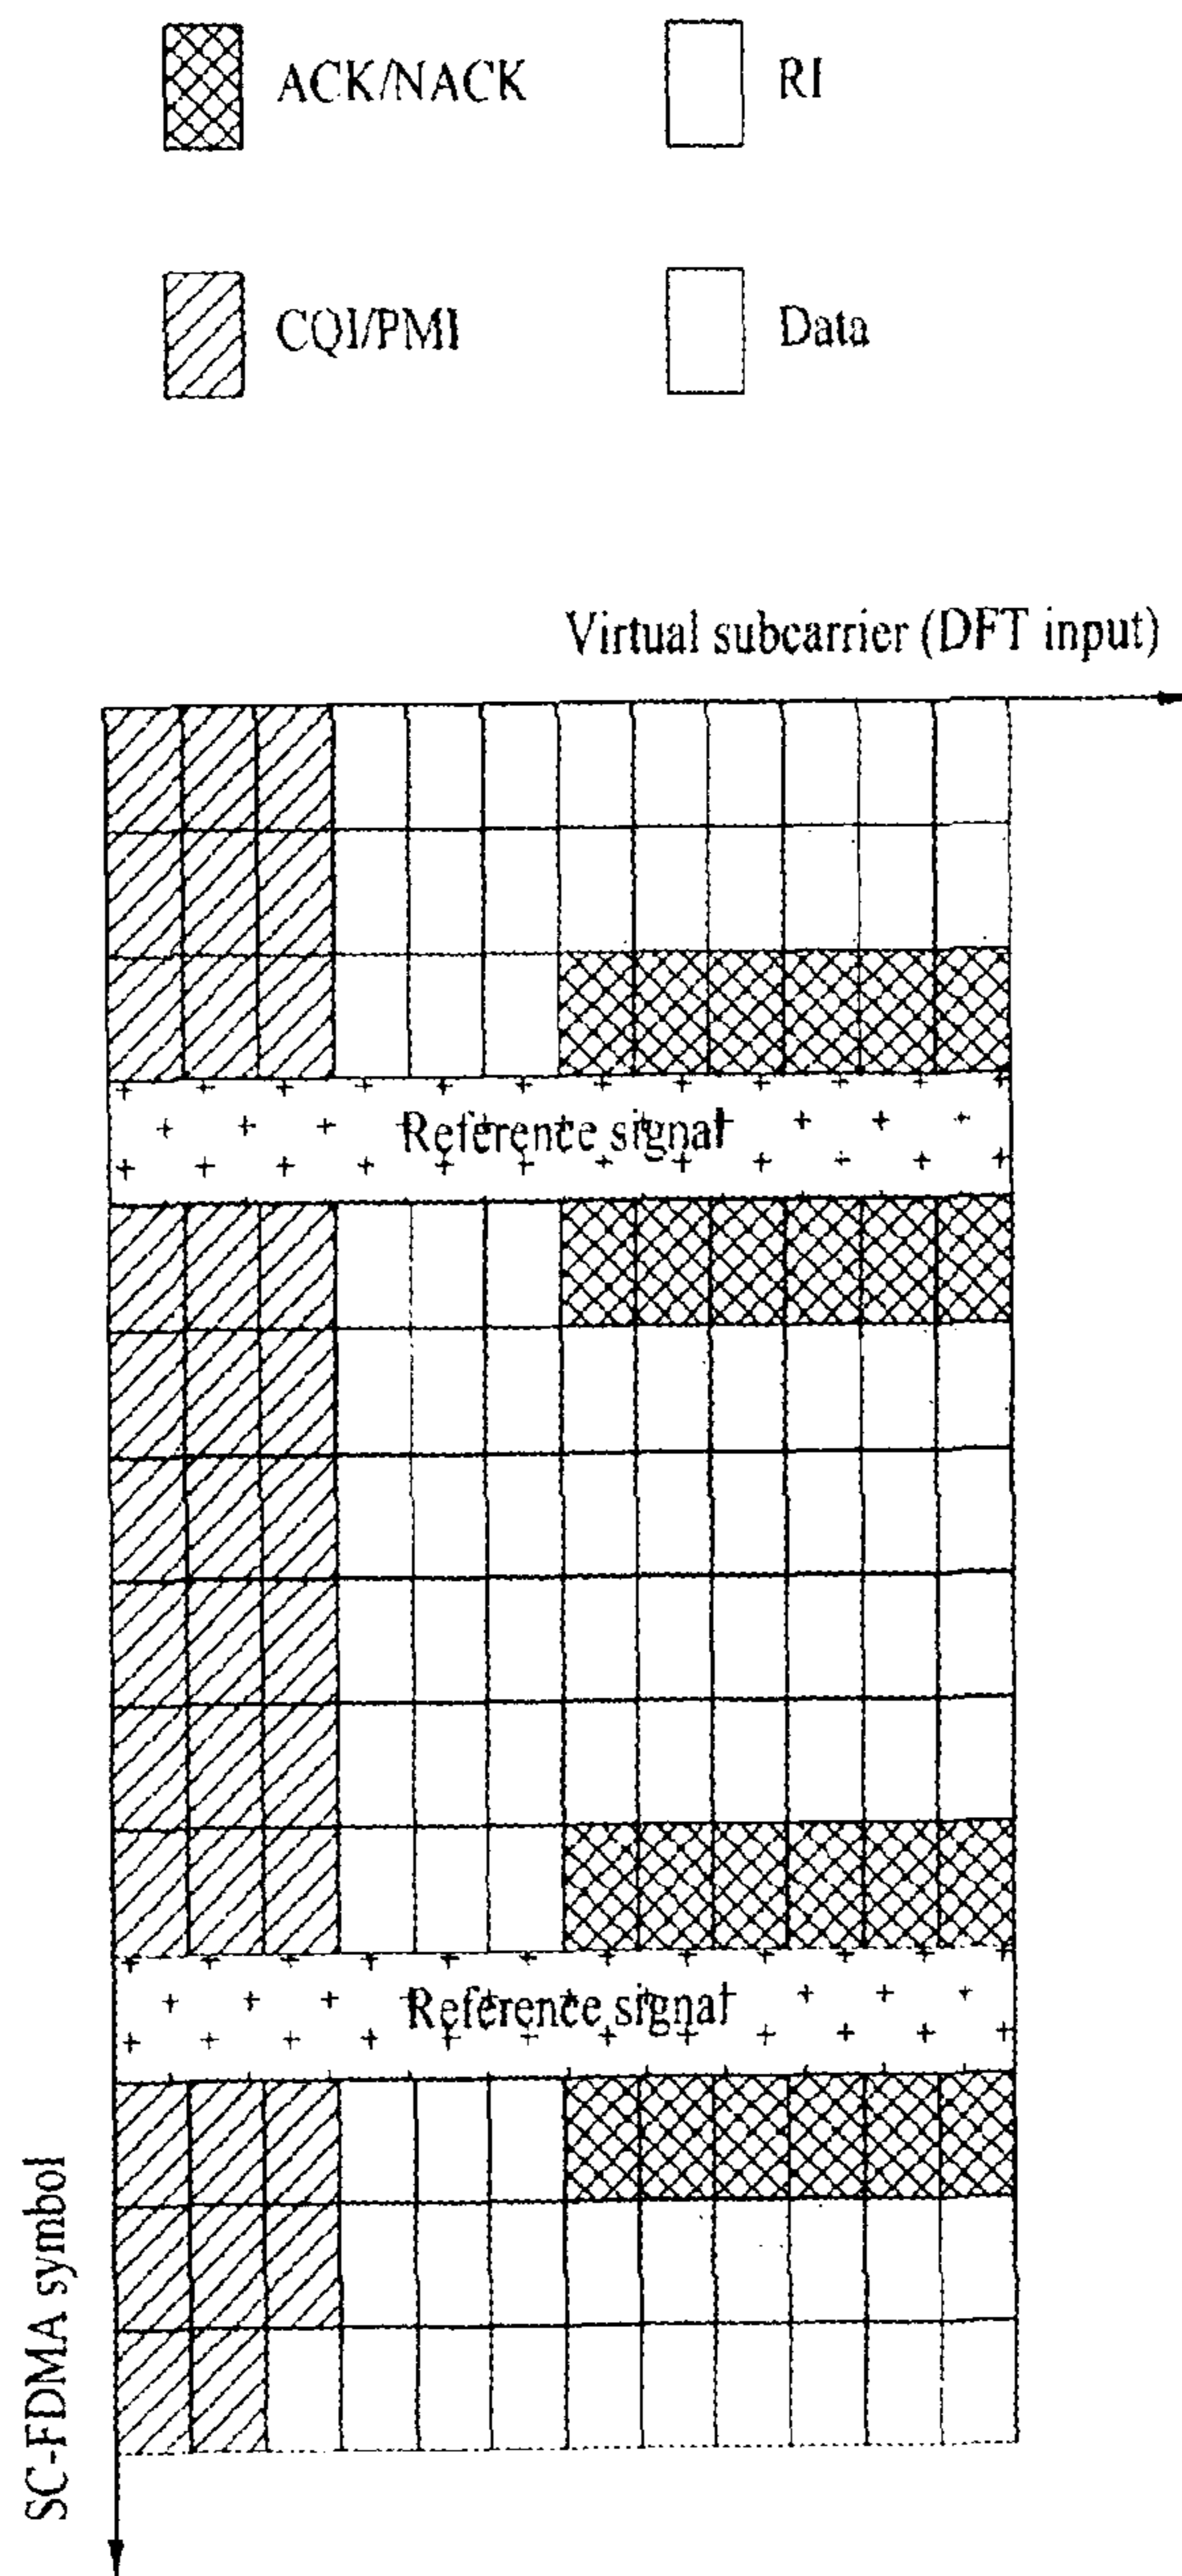 ACK/NACK
RI
CQI/PMI
Data
Virtual subcarrier (DFT input)
Reference signal
Reference signal
SC-FDMA symbol